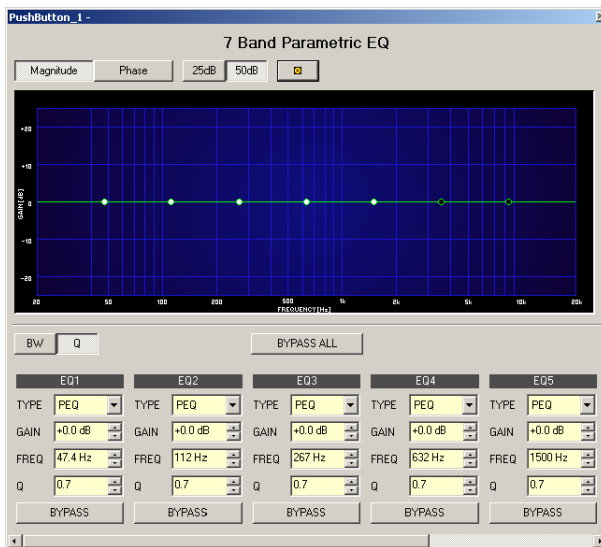 PushButton_1 -
7 Band Parametric EQ
Magnitude Phase 25dB 50dB
+20
+10
0
-10
-20
GAIN[dB]
20 50 100 200 500 1k 2k 5k 10k 20k
FREQUENCY[Hz]
BW Q BYPASS ALL
EQ1 EQ2 EQ3 EQ4 EQ5
TYPE PEQ TYPE PEQ TYPE PEQ TYPE PEQ TYPE PEQ
GAIN +0.0 dB GAIN +0.0 dB GAIN +0.0 dB GAIN +0.0 dB GAIN +0.0 dB
FREQ 47.4 Hz FREQ 112 Hz FREQ 267 Hz FREQ 632 Hz FREQ 1500 Hz
Q 0.7 Q 0.7 Q 0.7 Q 0.7 Q 0.7
BYPASS BYPASS BYPASS BYPASS BYPASS